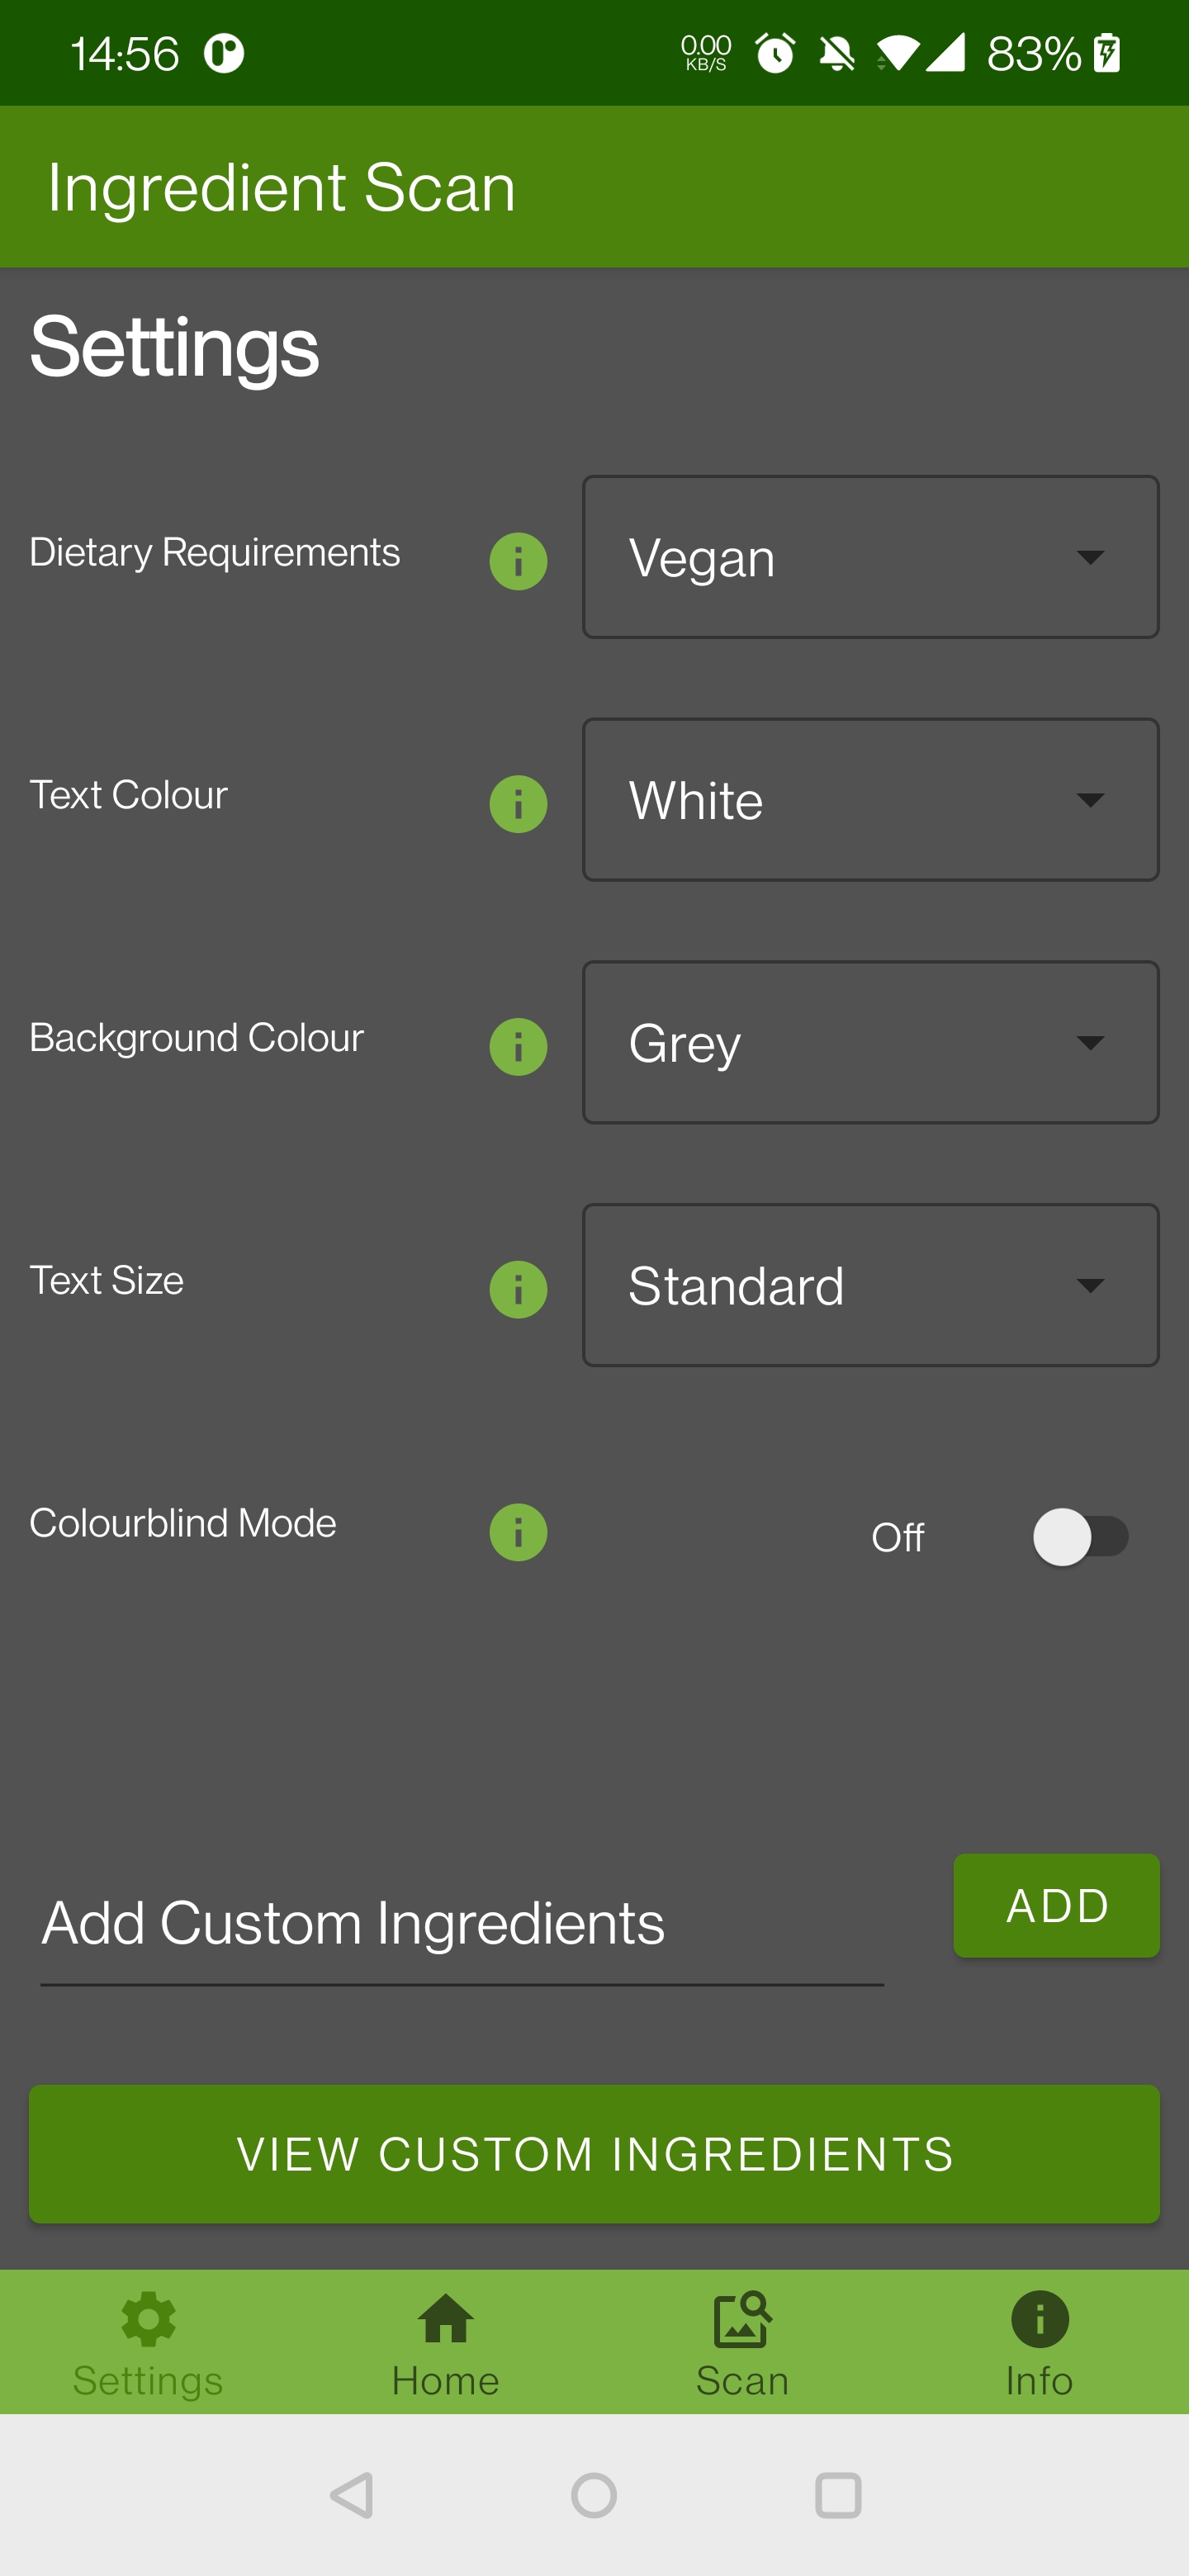 14:56
0.00
KB/S
83%
Ingredient Scan
Settings
Dietary Requirements
Vegan
Text Colour
White
Background Colour
Grey
Text Size
Standard
Colourblind Mode
Off
Add Custom Ingredients
ADD
VIEW CUSTOM INGREDIENTS
Settings
Home
Scan
Info